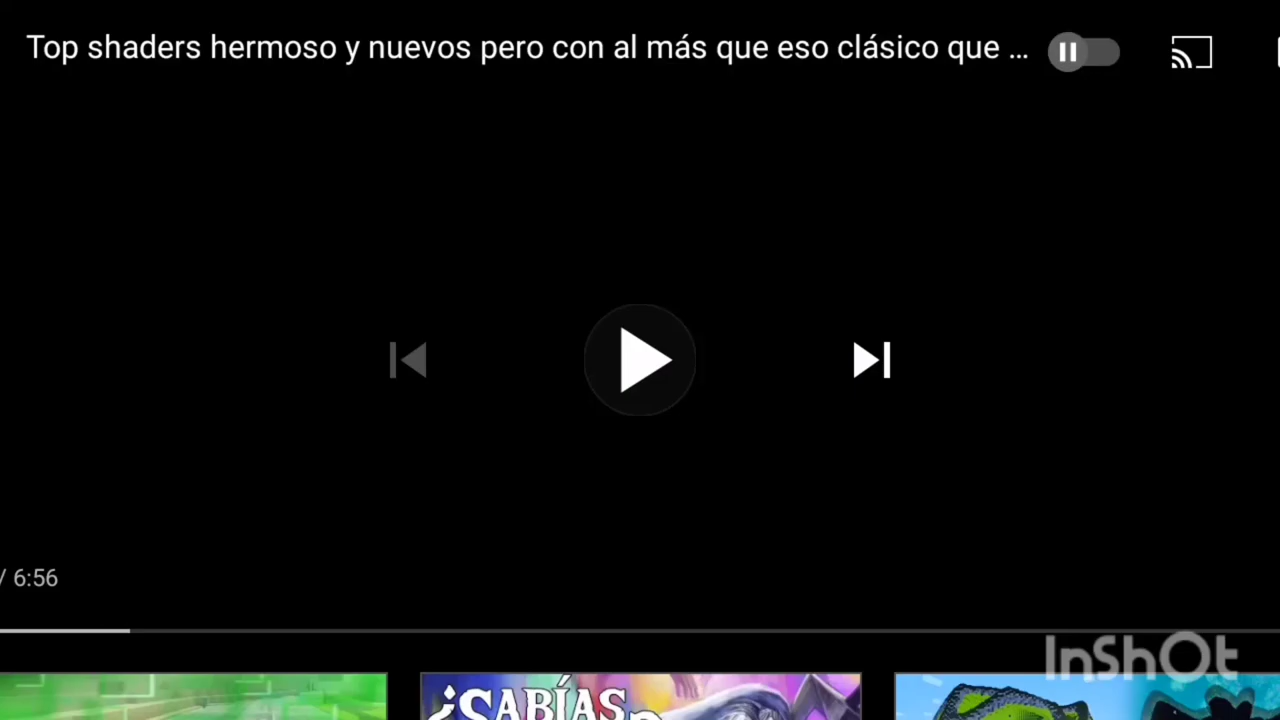 Top shaders hermoso y nuevos pero con al más que eso clásico que ...
/ 6:56
InShOt
¿SABÍAS